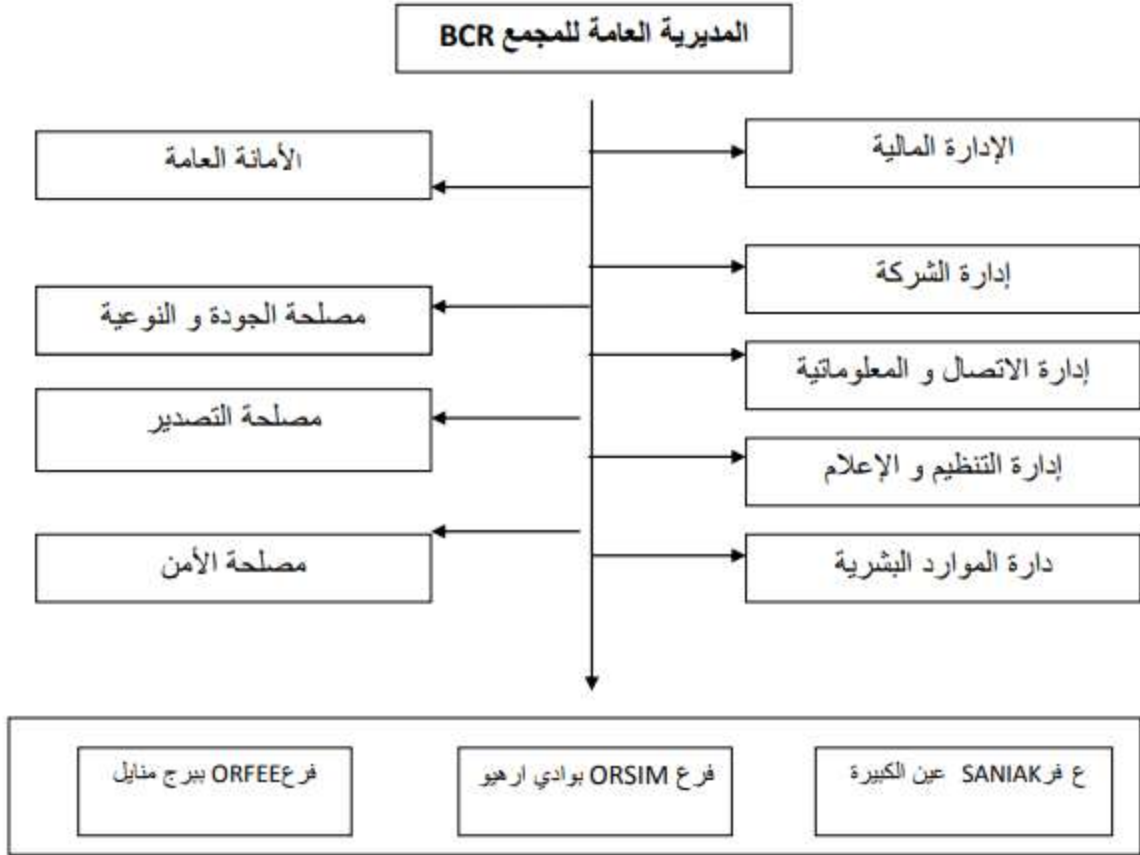 المديرية العامة للمجمع BCR
الإدارة المالية
الأمانة العامة
إدارة الشركة
مصلحة الجودة و النوعية
إدارة الاتصال و المعلوماتية
مصلحة التصدير
إدارة التنظيم و الإعلام
مصلحة الأمن
دارة الموارد البشرية
ع فرSANIAK عين الكبيرة
فرع ORSIM بوادي ارهيو
فرعORFEE ببرج منايل